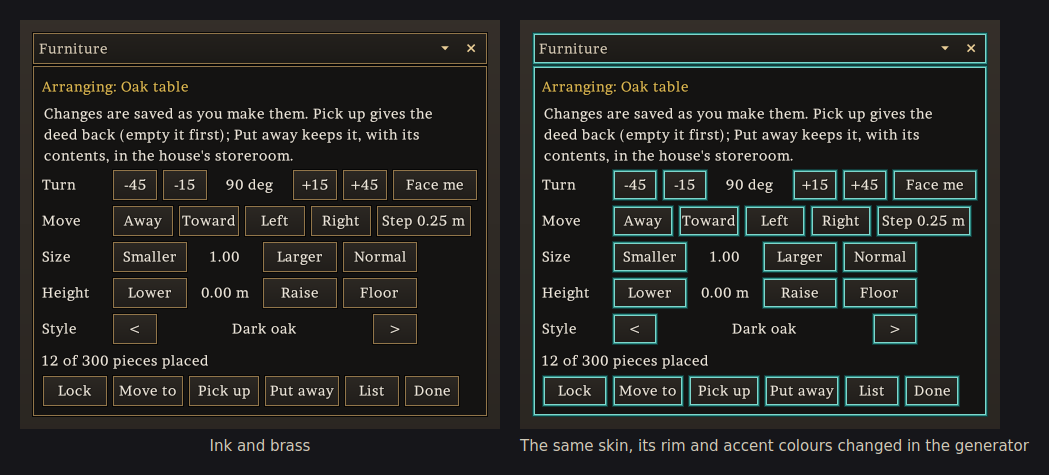 Furniture
Arranging: Oak table
Changes are saved as you make them. Pick up gives the
deed back (empty it first); Put away keeps it, with its
contents, in the house's storeroom.
Turn -45 -15 90 deg +15 +45 Face me
Move Away Toward Left Right Step 0.25 m
Size Smaller 1.00 Larger Normal
Height Lower 0.00 m Raise Floor
Style < Dark oak >
12 of 300 pieces placed
Lock Move to Pick up Put away List Done
Ink and brass
Furniture
Arranging: Oak table
Changes are saved as you make them. Pick up gives the
deed back (empty it first); Put away keeps it, with its
contents, in the house's storeroom.
Turn -45 -15 90 deg +15 +45 Face me
Move Away Toward Left Right Step 0.25 m
Size Smaller 1.00 Larger Normal
Height Lower 0.00 m Raise Floor
Style < Dark oak >
12 of 300 pieces placed
Lock Move to Pick up Put away List Done
The same skin, its rim and accent colours changed in the generator